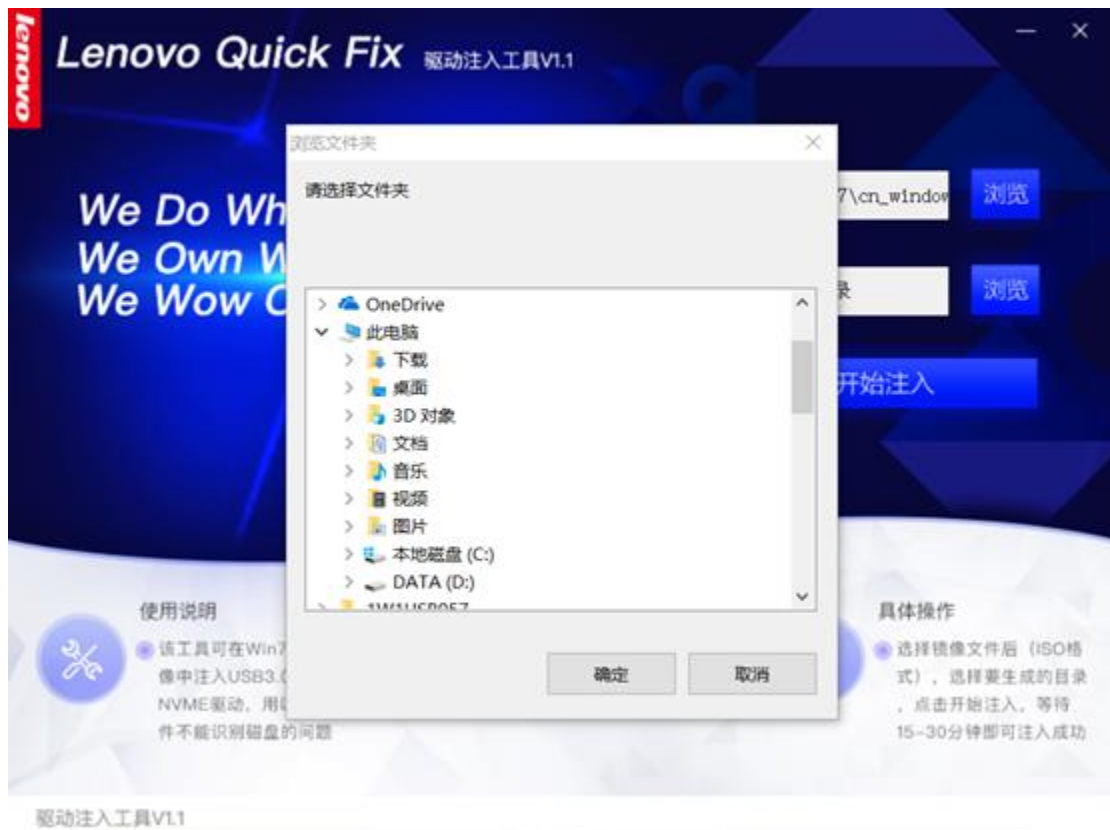 lenovo
Lenovo Quick Fix 驱动注入工具V1.1
浏览文件夹
请选择文件夹
We Do Wh
We Own W
We Wow C
7\cn_window
浏览
录
浏览
开始注入
OneDrive
此电脑
下载
桌面
3D 对象
文档
音乐
视频
图片
本地磁盘 (C:)
DATA (D:)
确定
取消
使用说明
该工具可在Win7
像中注入USB3.0
NVME驱动，用
件不能识别磁盘的问题
具体操作
选择镜像文件后（ISO格
式），选择要生成的目录
，点击开始注入，等待
15-30分钟即可注入成功
驱动注入工具V1.1